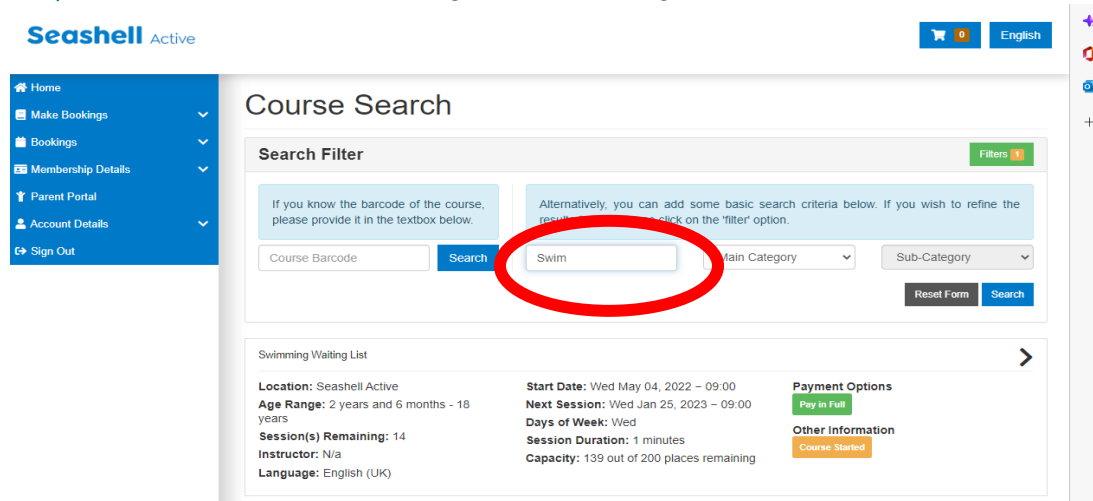 Seashell Active
0
English
Home
Make Bookings
Bookings
Membership Details
Parent Portal
Account Details
Sign Out
Course Search
Search Filter
Filters 1
If you know the barcode of the course,
please provide it in the textbox below.
Alternatively, you can add some basic search criteria below. If you wish to refine the
click on the 'filter' option.
Course Barcode
Search
Swim
Main Category
Sub-Category
Reset Form
Search
Swimming Waiting List
Location: Seashell Active
Age Range: 2 years and 6 months - 18
years
Session(s) Remaining: 14
Instructor: N/a
Language: English (UK)
Start Date: Wed May 04, 2022 – 09:00
Next Session: Wed Jan 25, 2023 – 09:00
Days of Week: Wed
Session Duration: 1 minutes
Capacity: 139 out of 200 places remaining
Payment Options
Pay in Full
Other Information
Course Started